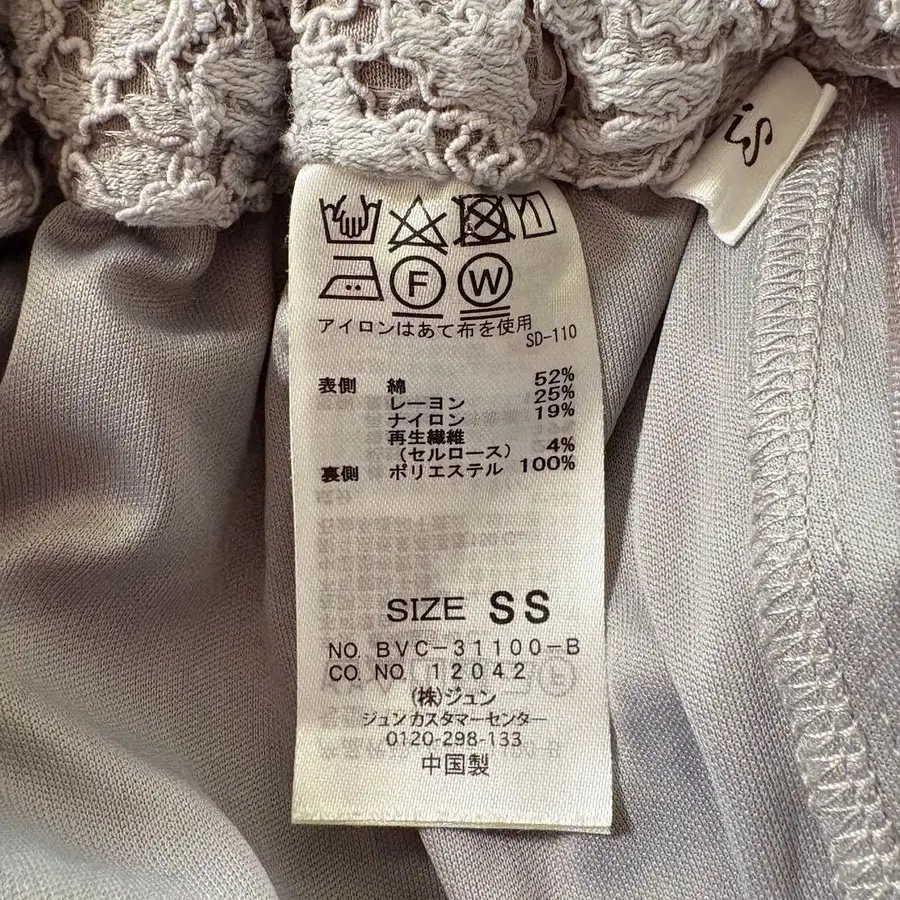 is
F W
アイロンはあて布を使用
SD-110
表側 綿 52%
レーヨン 25%
ナイロン 19%
再生繊維
(セルロース) 4%
裏側 ポリエステル 100%
SIZE SS
NO. BVC-31100-B
CO. NO. 12042
(株)ジュン
ジュンカスタマーセンター
0120-298-133
中国製